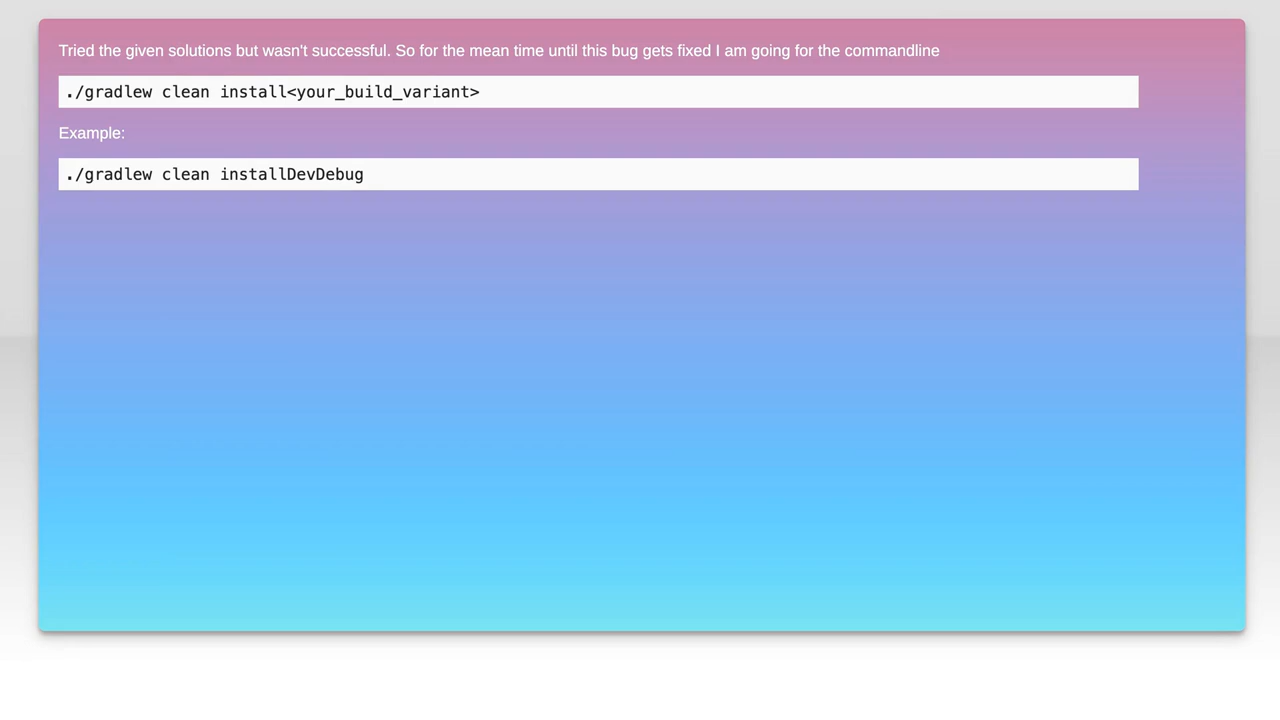 Tried the given solutions but wasn't successful. So for the mean time until this bug gets fixed I am going for the commandline
./gradlew clean install<your_build_variant>
Example:
./gradlew clean installDevDebug